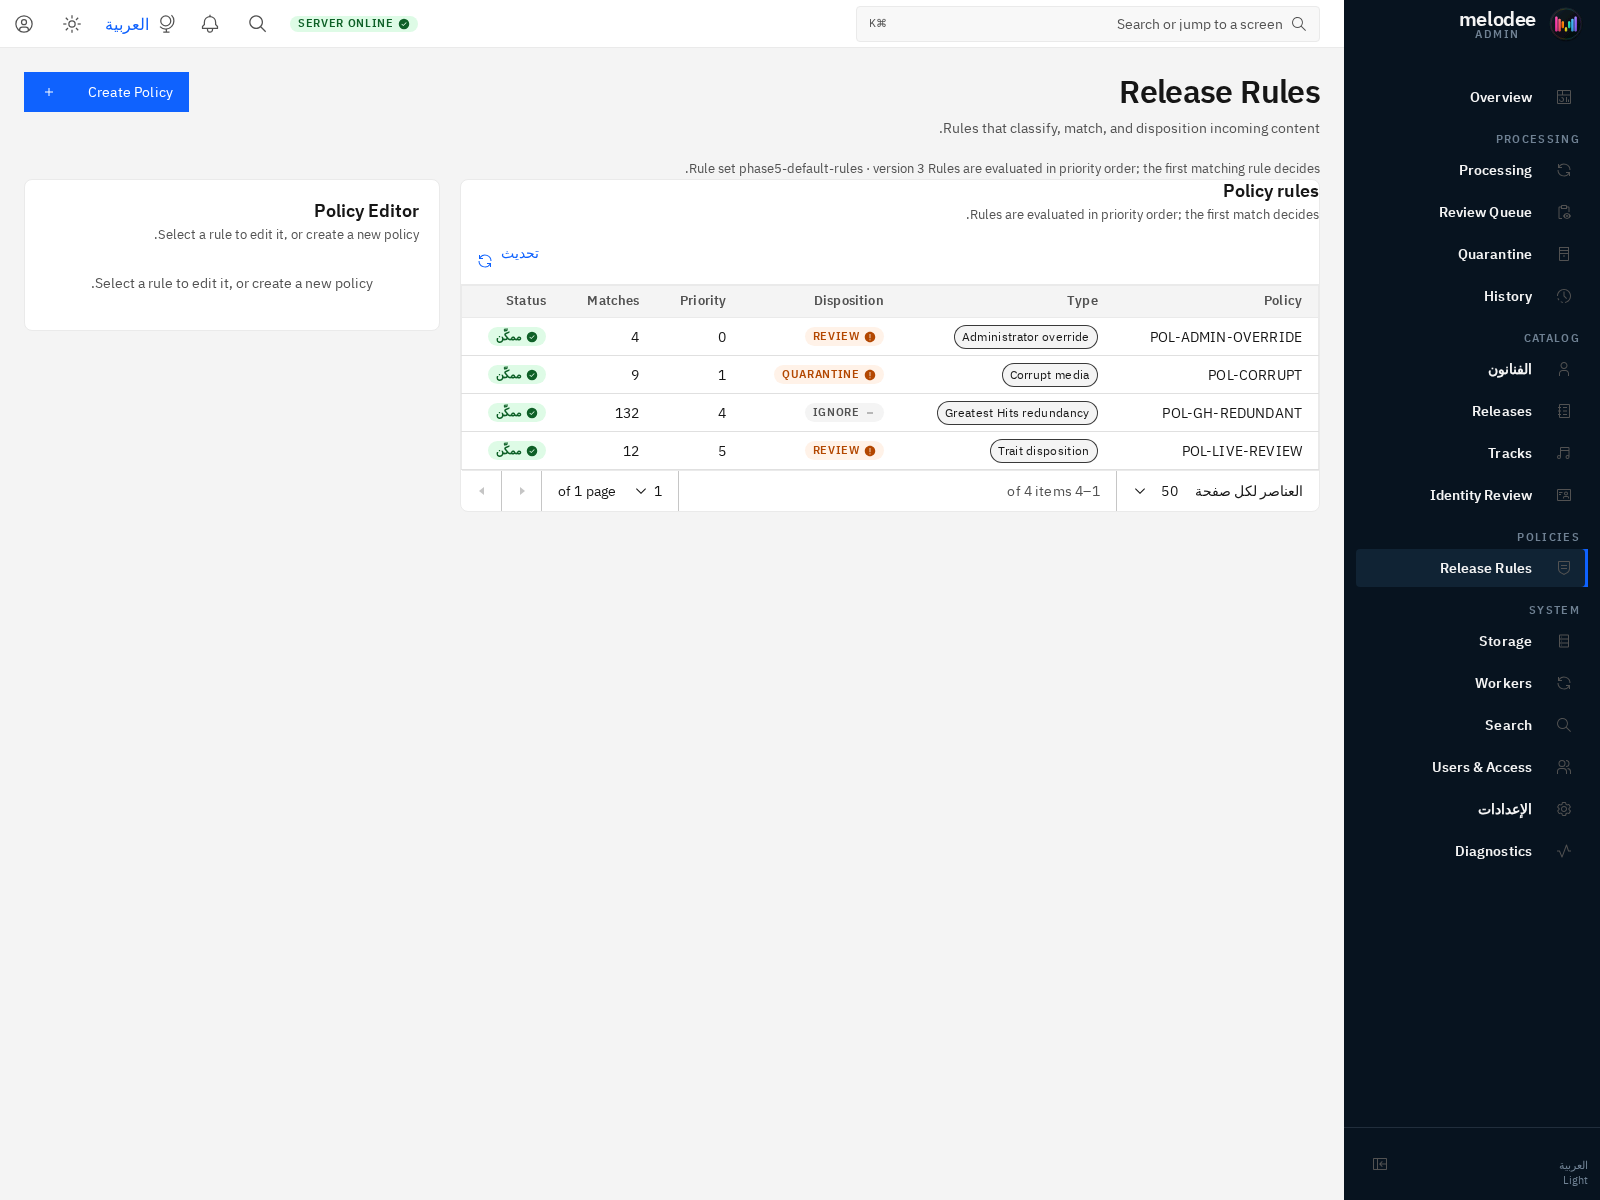 melodee
ADMIN
Overview
PROCESSING
Processing
Review Queue
Quarantine
History
CATALOG
الفنانون
Releases
Tracks
Identity Review
POLICIES
Release Rules
SYSTEM
Storage
Workers
Search
Users & Access
الإعدادات
Diagnostics
العربية
Light
Search or jump to a screen
K⌘
SERVER ONLINE
العربية
Release Rules
.Rules that classify, match, and disposition incoming content
Create Policy
.Rule set phase5-default-rules · version 3 Rules are evaluated in priority order; the first matching rule decides
Policy rules
.Rules are evaluated in priority order; the first match decides
تحديث
Policy Type Disposition Priority Matches Status
POL-ADMIN-OVERRIDE Administrator override REVIEW 0 4 ممكّن
POL-CORRUPT Corrupt media QUARANTINE 1 9 ممكّن
POL-GH-REDUNDANT Greatest Hits redundancy IGNORE 4 132 ممكّن
POL-LIVE-REVIEW Trait disposition REVIEW 5 12 ممكّن
العناصر لكل صفحة 50 of 4 items 4–1 1 of 1 page
Policy Editor
.Select a rule to edit it, or create a new policy
.Select a rule to edit it, or create a new policy